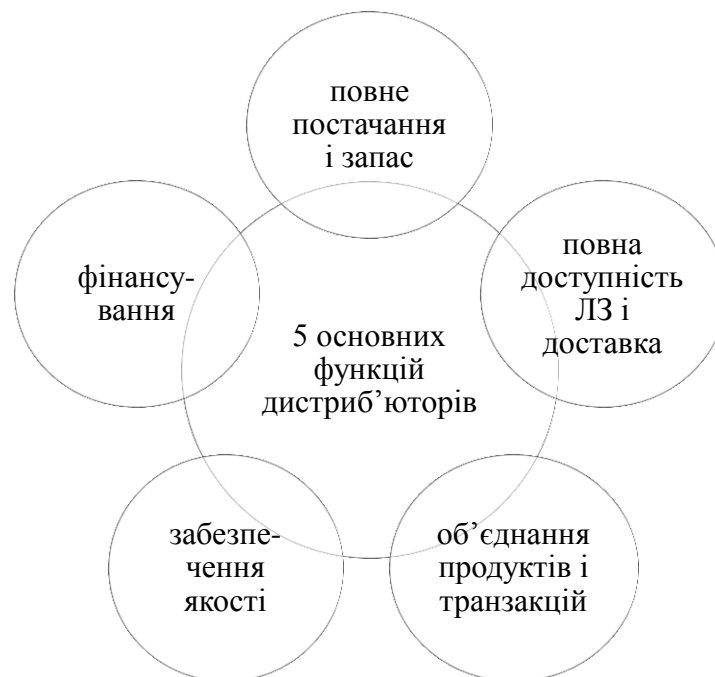 повне
постачання
і запас
повна
доступність
ЛЗ і
доставка
фінансу-
вання
5 основних
функцій
дистриб’юторів
забезпе-
чення
якості
об’єднання
продуктів і
транзакцій